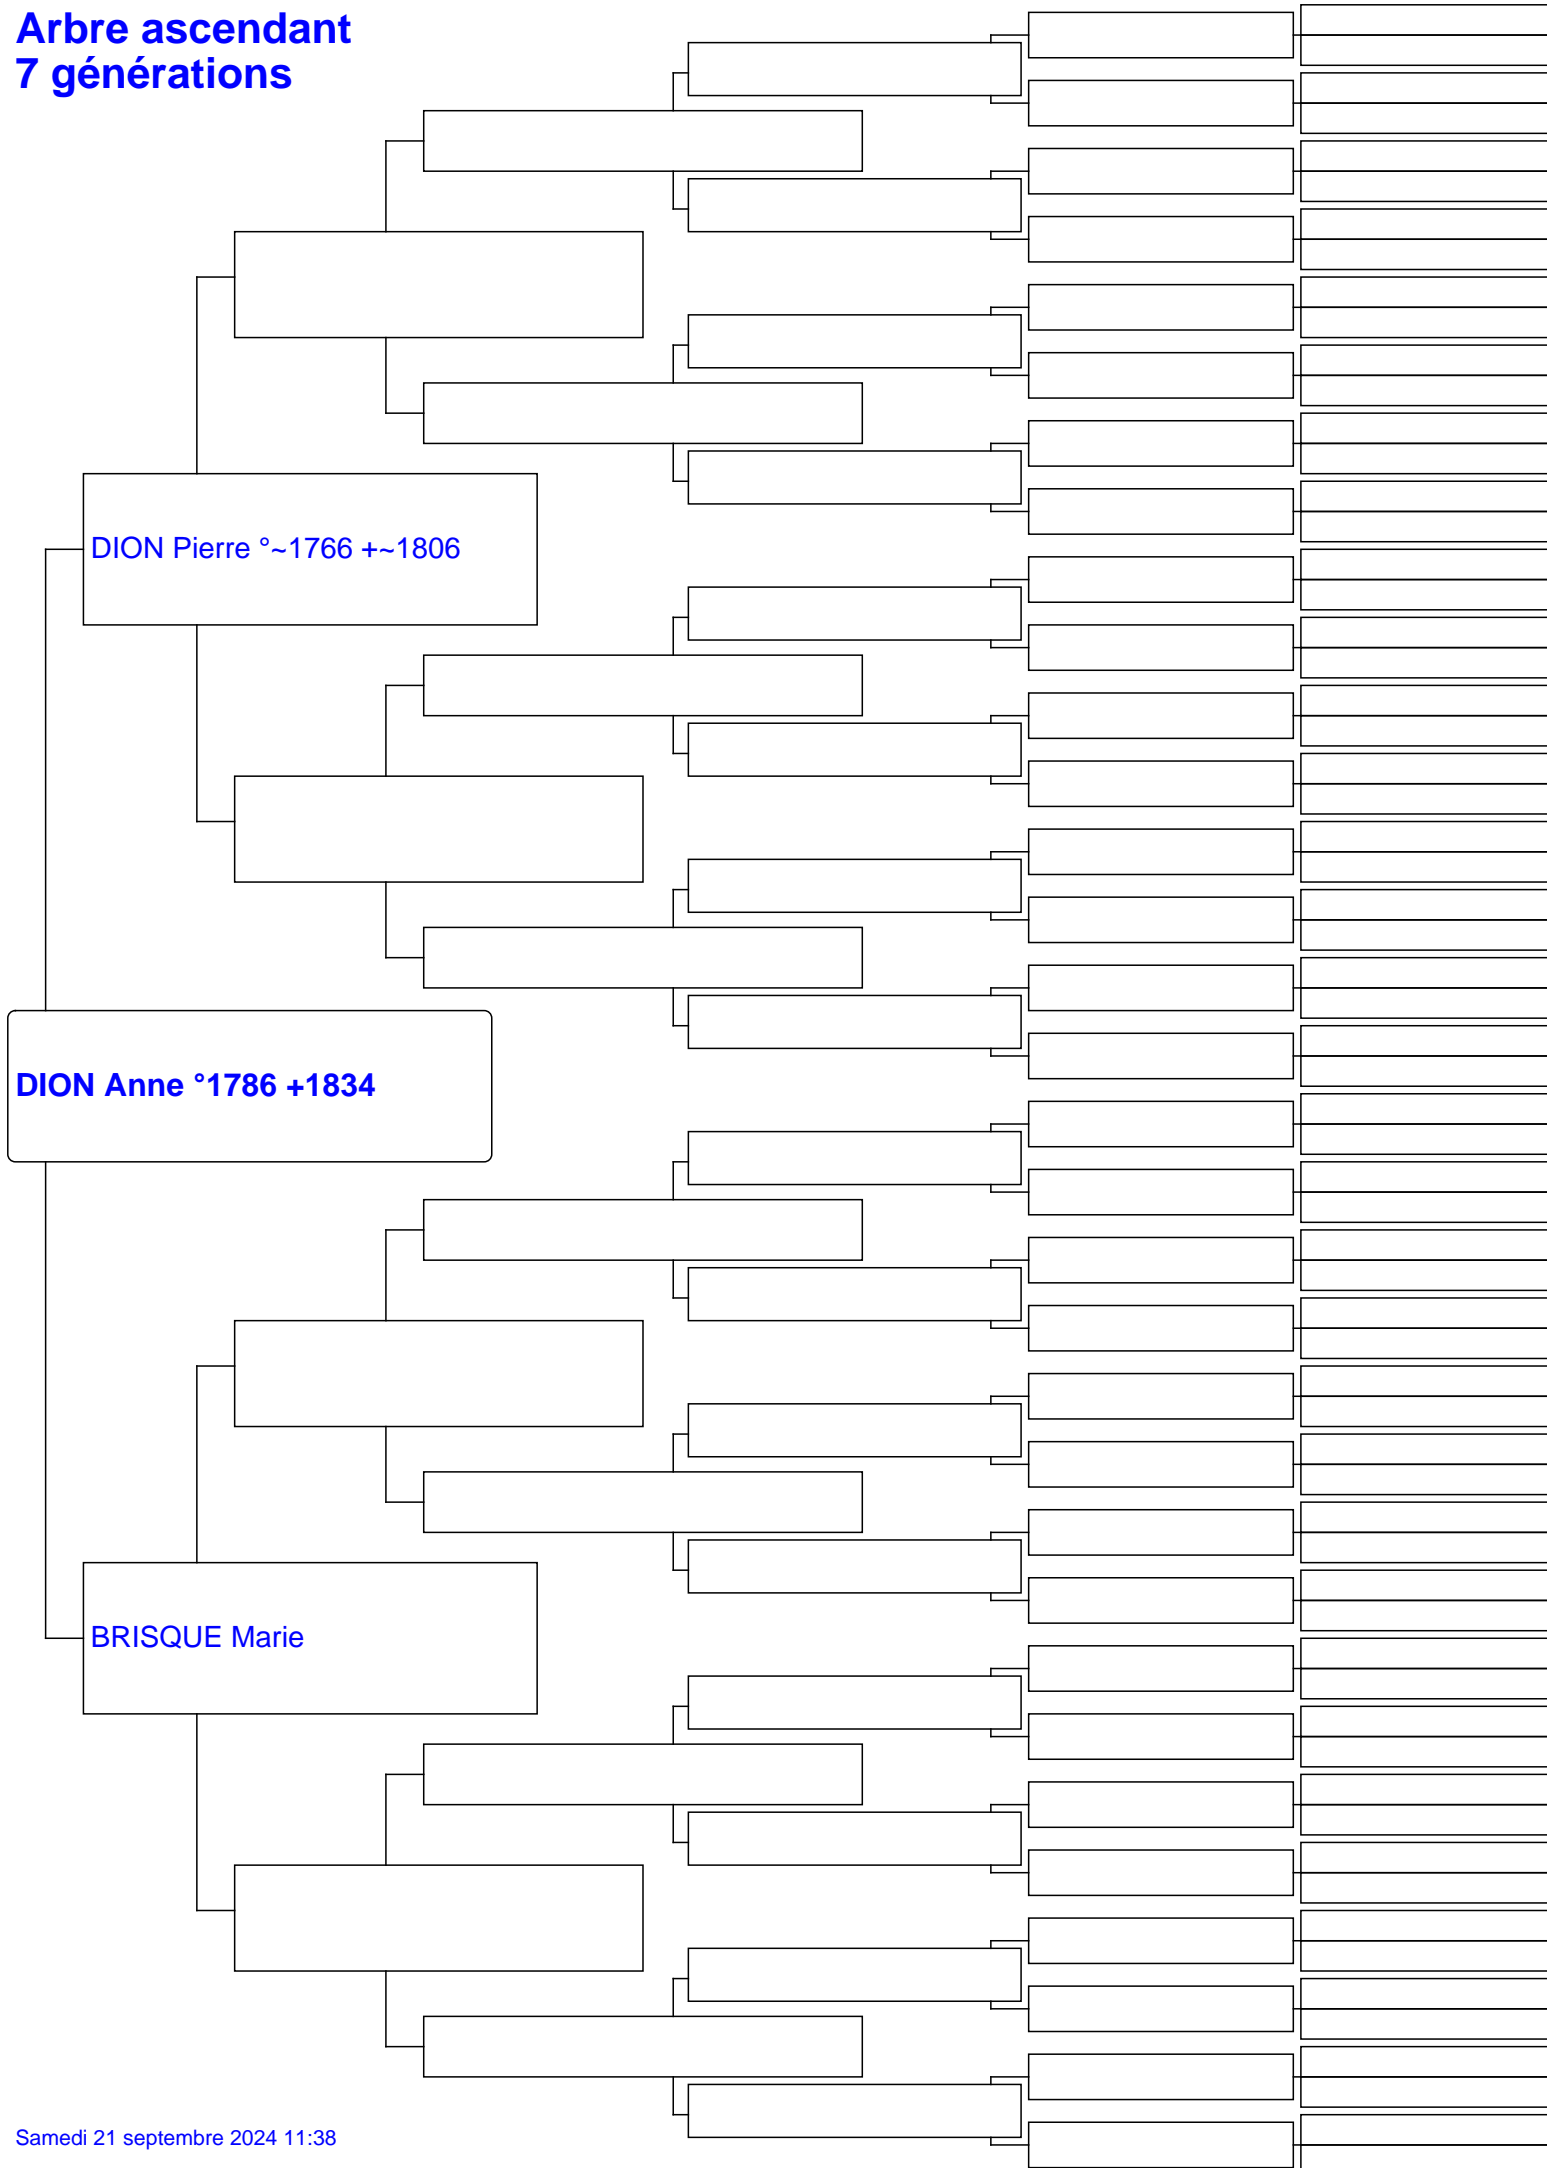 Arbre ascendant
7 générations
DION Pierre °~1766 +~1806
DION Anne °1786 +1834
BRISQUE Marie
Samedi 21 septembre 2024 11:38